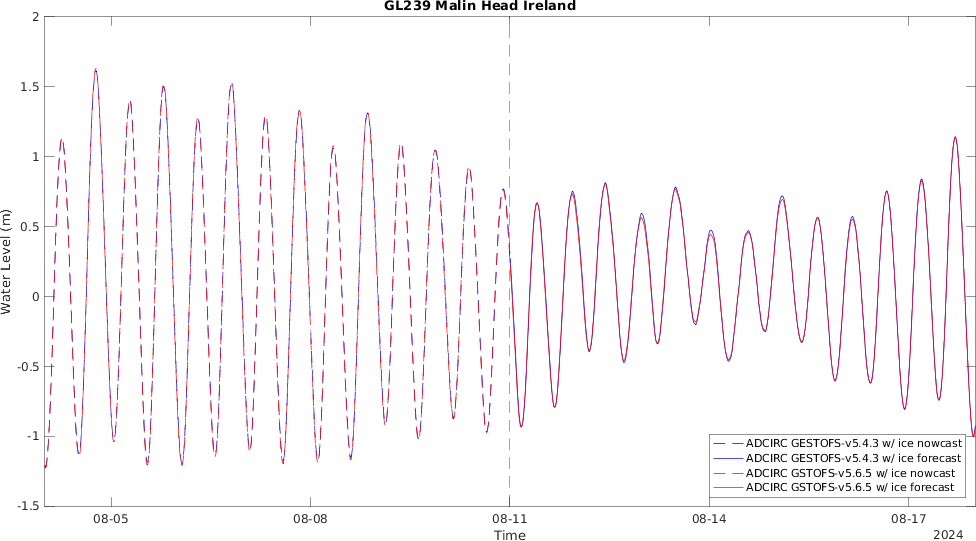 GL239 Malin Head Ireland
2
1.5
1
0.5
0
-0.5
-1
-1.5
Water Level (m)
ADCIRC GESTOFS-v5.4.3 w/ ice nowcast
ADCIRC GESTOFS-v5.4.3 w/ ice forecast
ADCIRC GSTOFS-v5.6.5 w/ ice nowcast
ADCIRC GSTOFS-v5.6.5 w/ ice forecast
08-05 08-08 08-11 08-14 08-17
Time
2024